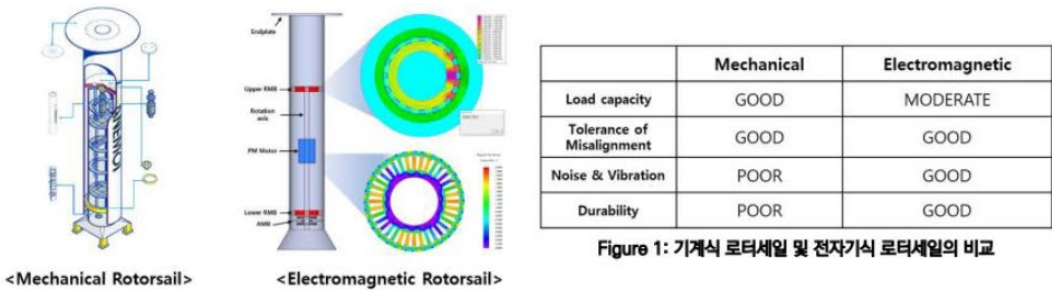 Endplate
Upper RMB
Rotation
axis
PM Motor
Lower RMB
AMB
<Mechanical Rotorsail>
<Electromagnetic Rotorsail>
Mechanical Electromagnetic
Load capacity GOOD MODERATE
Tolerance of
Misalignment GOOD GOOD
Noise & Vibration POOR GOOD
Durability POOR GOOD
Figure 1: 기계식 로터세일 및 전자기식 로터세일의 비교